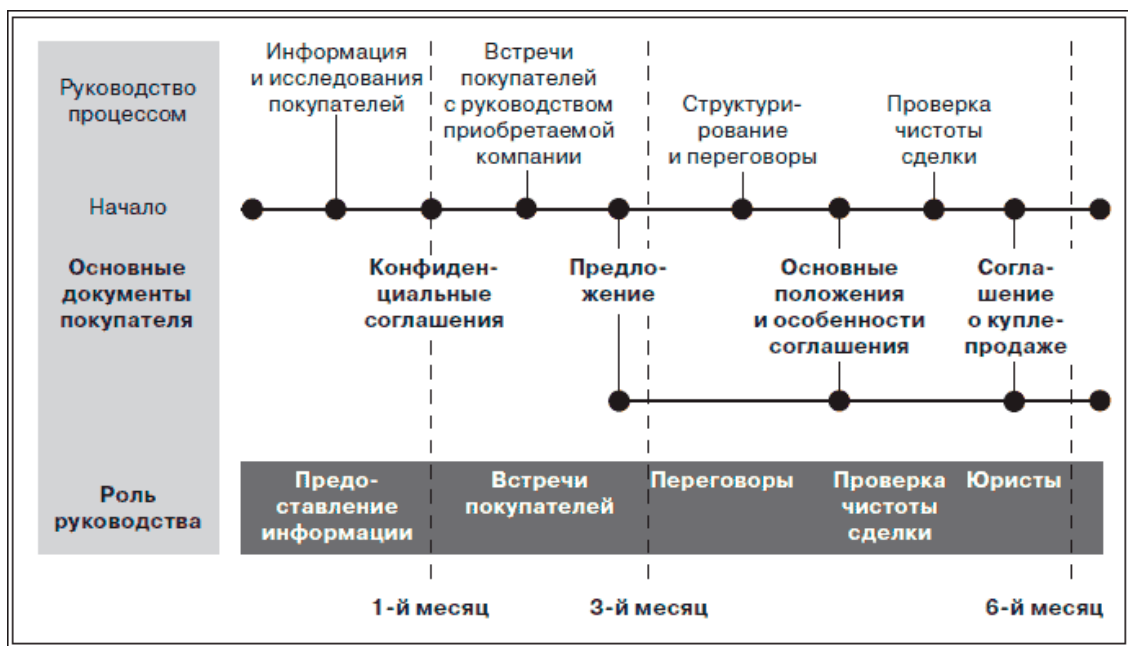 Руководство
процессом
Информация
и исследования
покупателей
Встречи
покупателей
с руководством
приобретаемой
компании
Структури-
рование
и переговоры
Проверка
чистоты
сделки
Начало
Основные
документы
покупателя
Конфиден-
циальные
соглашения
Предло-
жение
Основные
положения
и особенности
соглашения
Согла-
шение
о купле-
продаже
Роль
руководства
Предо-
ставление
информации
Встречи
покупателей
Переговоры
Проверка
чистоты
сделки
Юристы
1-й месяц
3-й месяц
6-й месяц